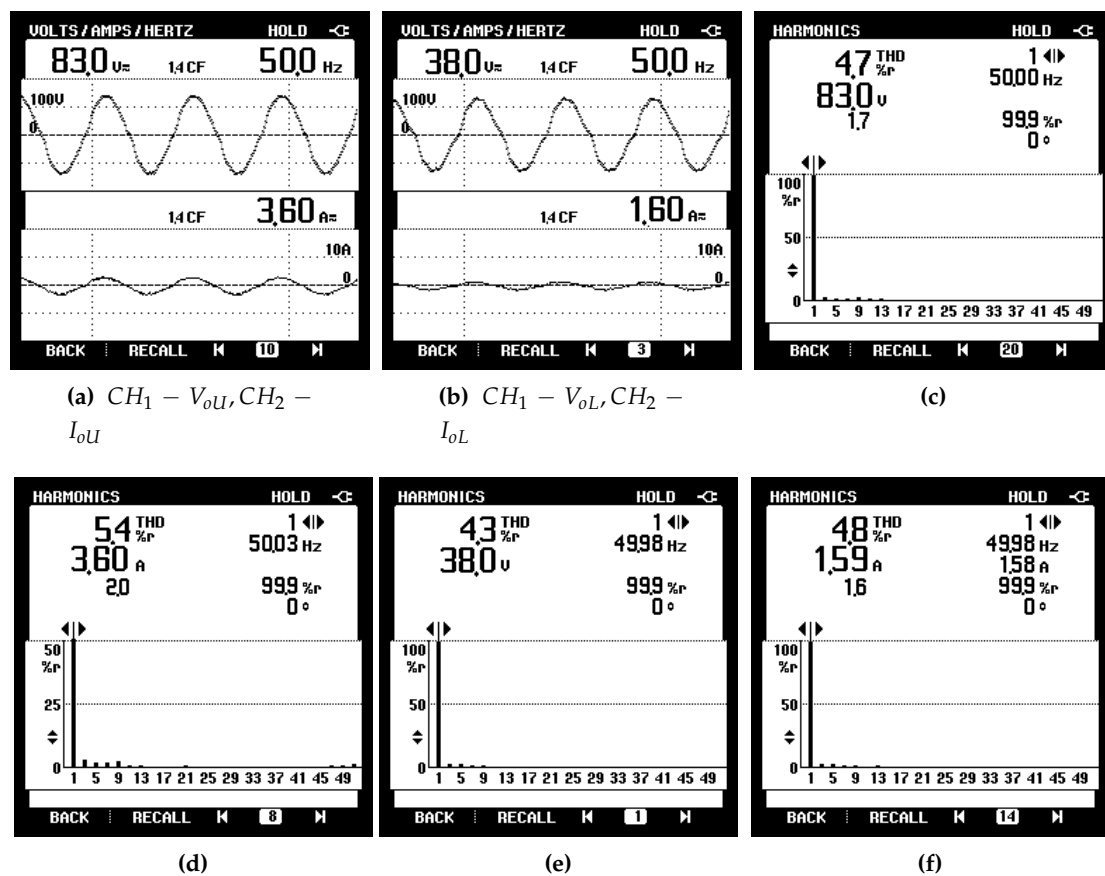 VOLTS/AMPS/HERTZ HOLD
83.0 V≂ 1.4 CF 50.0 Hz
100V
0
1.4 CF 3.60 A≂
10A
0
BACK RECALL 10
(a) CH1 − VoU, CH2 −
IoU
VOLTS/AMPS/HERTZ HOLD
38.0 V≂ 1.4 CF 50.0 Hz
100V
0
1.4 CF 1.60 A≂
10A
0
BACK RECALL 3
(b) CH1 − VoL, CH2 −
IoL
HARMONICS HOLD
4.7 THD %r 1
50.00 Hz
83.0 V
1.7 99.9 %r
0 °
100
%r
50
0
1 5 9 13 17 21 25 29 33 37 41 45 49
BACK RECALL 20
(c)
HARMONICS HOLD
5.4 THD %r 1
50.03 Hz
3.60 A
2.0 99.9 %r
0 °
50
%r
25
0
1 5 9 13 17 21 25 29 33 37 41 45 49
BACK RECALL 8
(d)
HARMONICS HOLD
4.3 THD %r 1
49.98 Hz
38.0 V
99.9 %r
0 °
100
%r
50
0
1 5 9 13 17 21 25 29 33 37 41 45 49
BACK RECALL 1
(e)
HARMONICS HOLD
4.8 THD %r 1
49.98 Hz
1.59 A 1.58 A
1.6 99.9 %r
0 °
100
%r
50
0
1 5 9 13 17 21 25 29 33 37 41 45 49
BACK RECALL 14
(f)